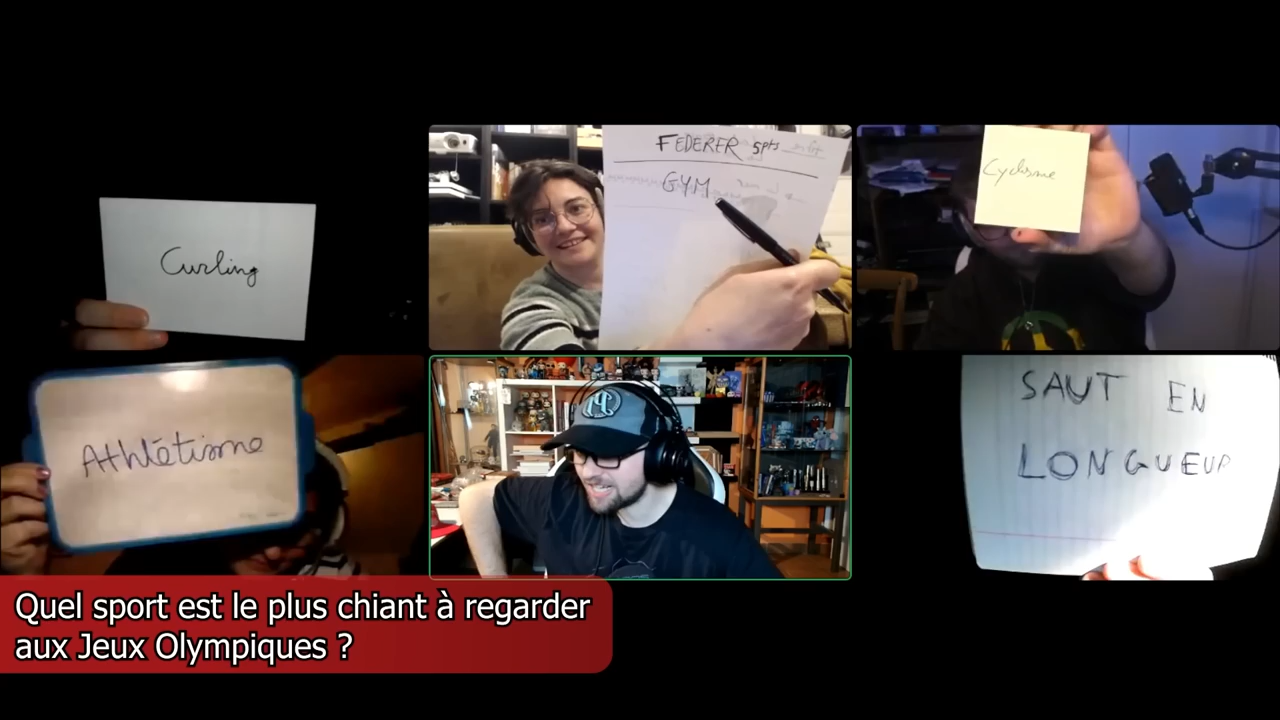 Curling
FEDERER 5pts
GYM
Cyclisme
Athlétisme
SAUT EN
LONGUEUR
Quel sport est le plus chiant à regarder
aux Jeux Olympiques ?